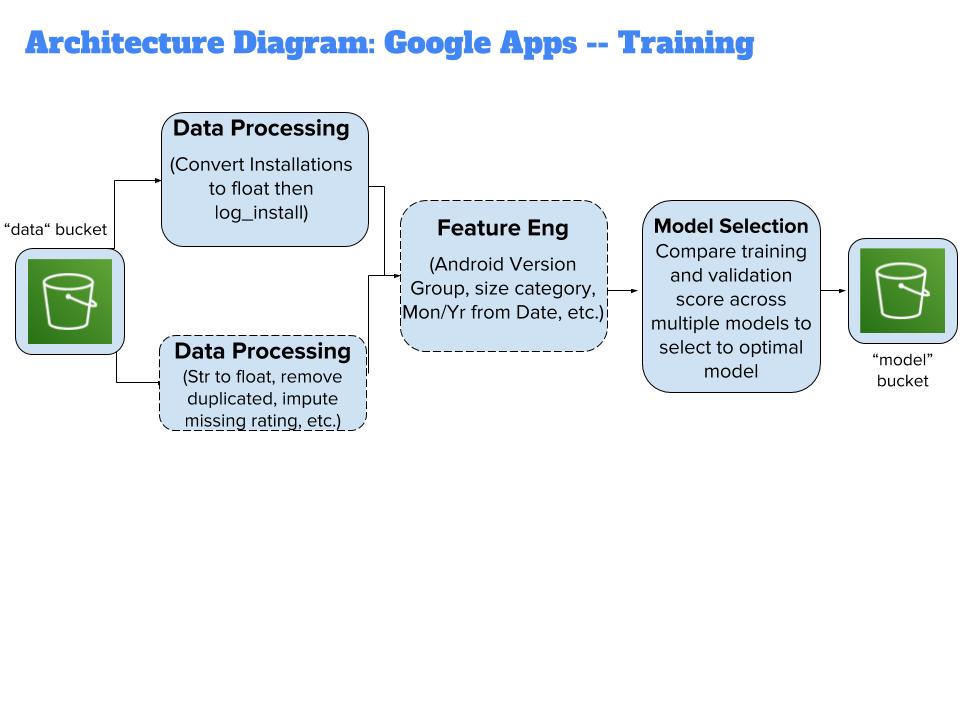 Architecture Diagram: Google Apps -- Training
Data Processing
(Convert Installations
to float then
log_install)
“data“ bucket
Data Processing
(Str to float, remove
duplicated, impute
missing rating, etc.)
Feature Eng
(Android Version
Group, size category,
Mon/Yr from Date, etc.)
Model Selection
Compare training
and validation
score across
multiple models to
select to optimal
model
“model”
bucket